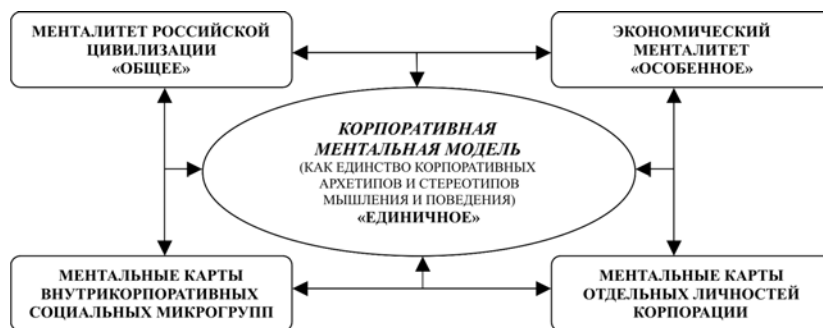 МЕНТАЛИТЕТ РОССИЙСКОЙ
ЦИВИЛИЗАЦИИ
«ОБЩЕЕ»
ЭКОНОМИЧЕСКИЙ
МЕНТАЛИТЕТ
«ОСОБЕННОЕ»
КОРПОРАТИВНАЯ
МЕНТАЛЬНАЯ МОДЕЛЬ
(КАК ЕДИНСТВО КОРПОРАТИВНЫХ
АРХЕТИПОВ И СТЕРЕОТИПОВ
МЫШЛЕНИЯ И ПОВЕДЕНИЯ)
«ЕДИНИЧНОЕ»
МЕНТАЛЬНЫЕ КАРТЫ
ВНУТРИКОРПОРАТИВНЫХ
СОЦИАЛЬНЫХ МИКРОГРУПП
МЕНТАЛЬНЫЕ КАРТЫ
ОТДЕЛЬНЫХ ЛИЧНОСТЕЙ
КОРПОРАЦИИ